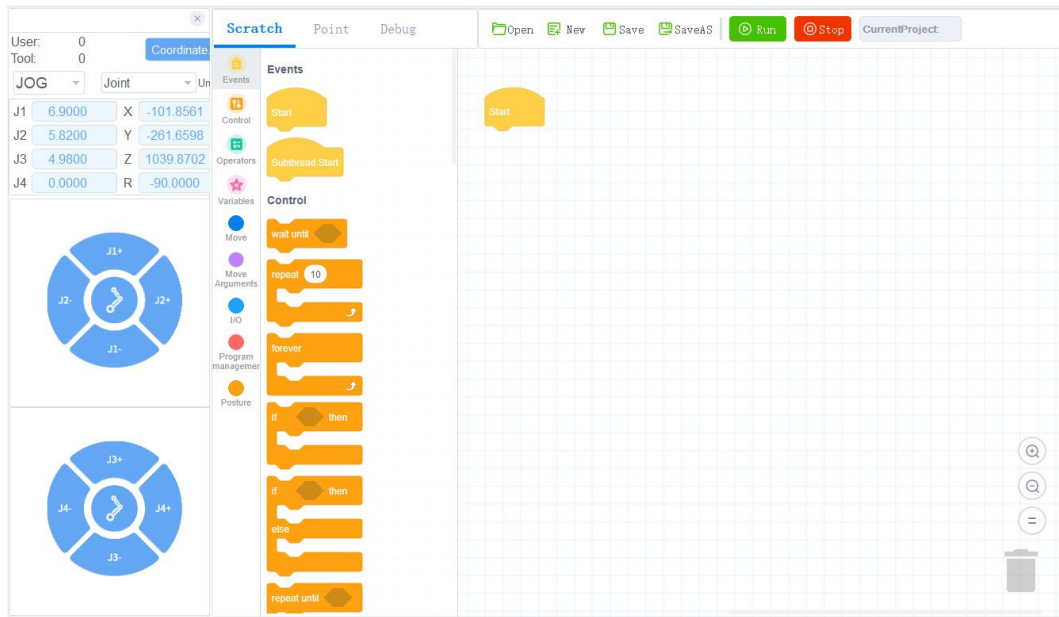 Scratch Point Debug
Open New Save SaveAS Run Stop CurrentProject:
User: 0
Tool: 0
Coordinate
JOG Joint Un
J1 6.9000 X -101.8561
J2 5.8200 Y -261.6598
J3 4.9800 Z 1039.8702
J4 0.0000 R -90.0000
J1+
J2- J2+
J1-
J3+
J4- J4+
J3-
Events
Control
Operators
Variables
Move
Move
Arguments
I/O
Program
managemer
Posture
Events
Start
Subthread Start
Control
wait until
repeat 10
forever
if then
if then
else
repeat until
Start